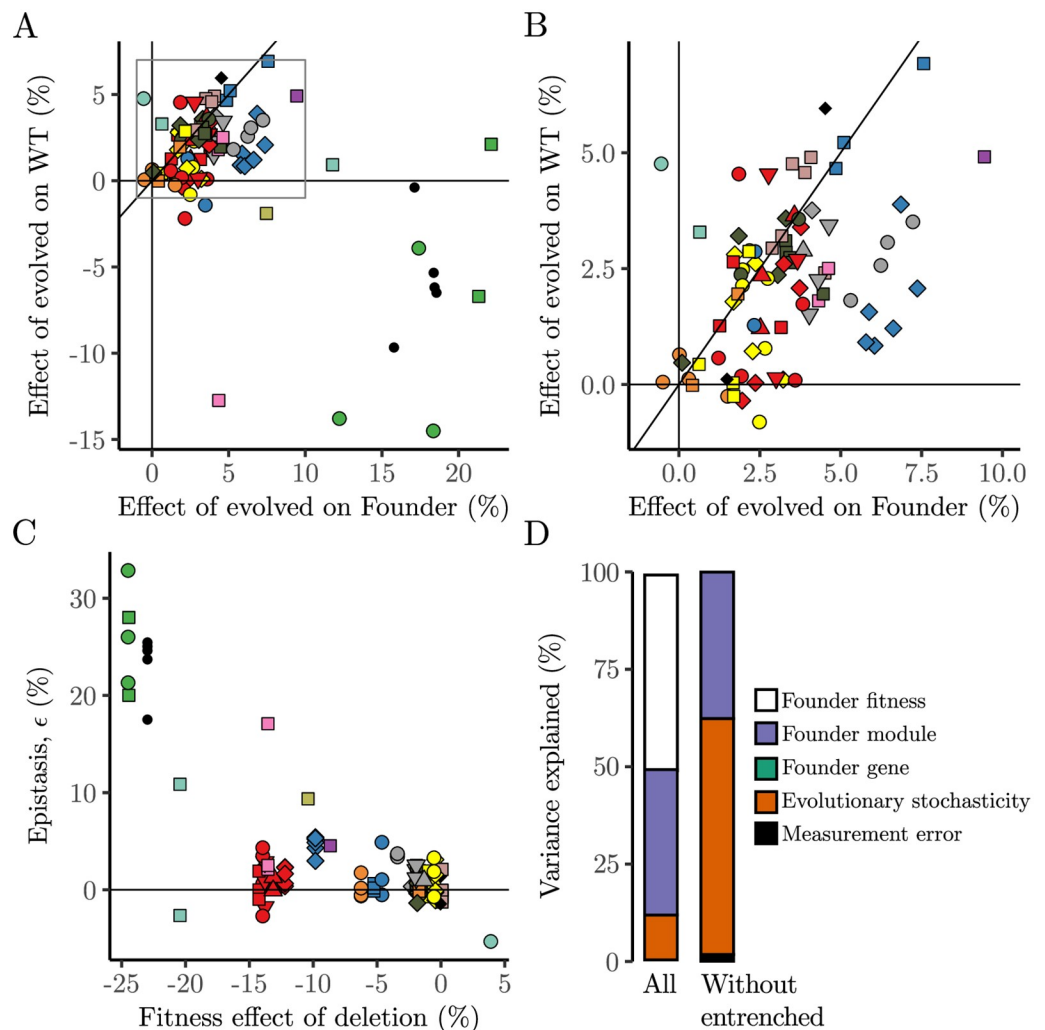 A
Effect of evolved on WT (%)
5
0
-5
-10
-15
0
5
10
15
20
Effect of evolved on Founder (%)
B
Effect of evolved on WT (%)
5.0
2.5
0.0
0.0
2.5
5.0
7.5
10.0
Effect of evolved on Founder (%)
C
Epistasis, ϵ (%)
30
20
10
0
-25
-20
-15
-10
-5
0
5
Fitness effect of deletion (%)
D
Variance explained (%)
100
75
50
25
0
All
Without
entrenched
Founder fitness
Founder module
Founder gene
Evolutionary stochasticity
Measurement error